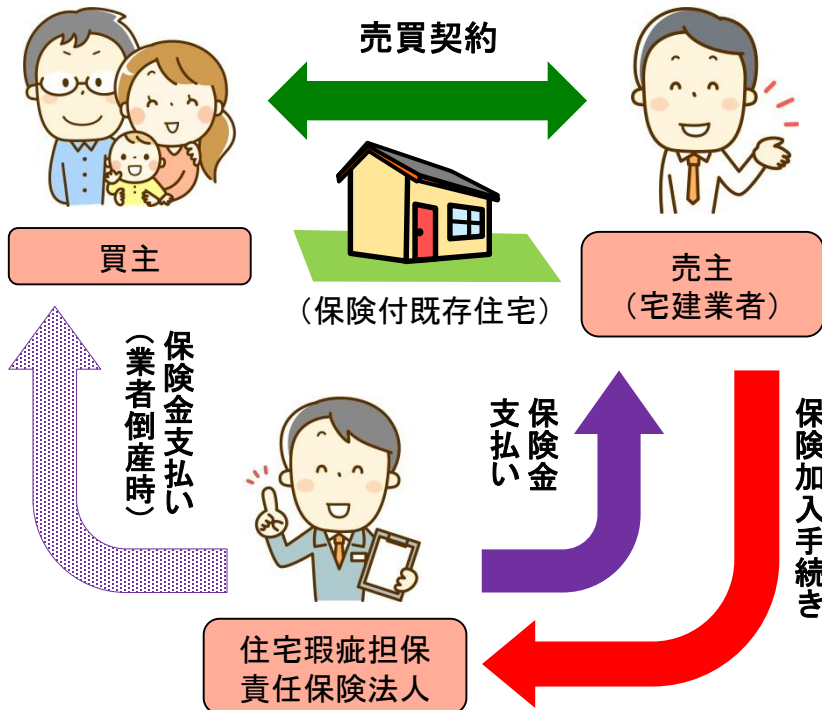 売買契約
買主
売主
（宅建業者）
（保険付既存住宅）
保険金支払い
（業者倒産時）
保険金
支払い
保険加入手続き
住宅瑕疵担保
責任保険法人